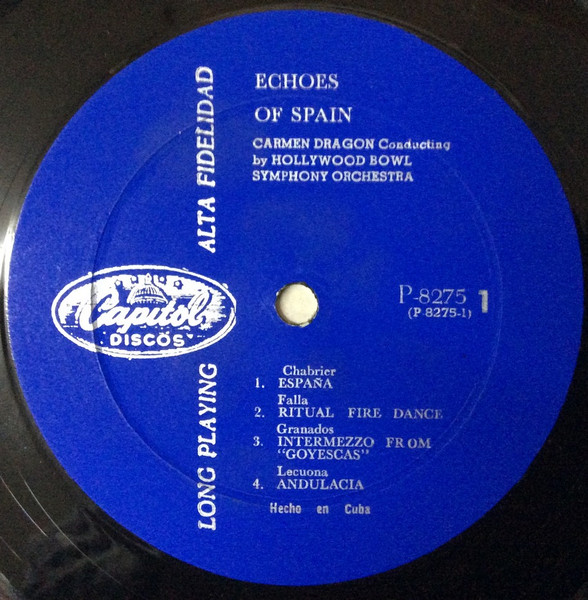 ECHOES
OF SPAIN
CARMEN DRAGON Conducting
by HOLLYWOOD BOWL
SYMPHONY ORCHESTRA
LONG PLAYING ALTA FIDELIDAD
Capitol
DISCOS
P-8275 1
(P-8275-1)
Chabrier
1. ESPAÑA
Falla
2. RITUAL FIRE DANCE
Granados
3. INTERMEZZO FROM
"GOYESCAS"
Lecuona
4. ANDULACIA
Hecho en Cuba